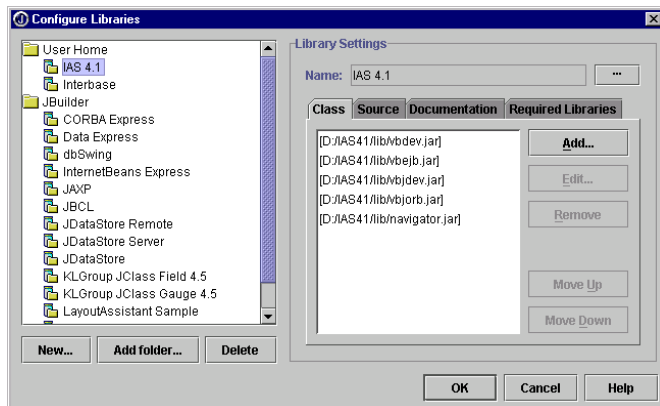 Configure Libraries
User Home
IAS 4.1
Interbase
JBuilder
CORBA Express
Data Express
dbSwing
InternetBeans Express
JAXP
JBCL
JDataStore Remote
JDataStore Server
JDataStore
KLGroup JClass Field 4.5
KLGroup JClass Gauge 4.5
LayoutAssistant Sample
New... Add folder... Delete
Library Settings
Name: IAS 4.1 ...
Class Source Documentation Required Libraries
[D:/IAS41/lib/vbdev.jar]
[D:/IAS41/lib/vbejb.jar]
[D:/IAS41/lib/vbjdev.jar]
[D:/IAS41/lib/vbjorb.jar]
[D:/IAS41/lib/navigator.jar]
Add...
Edit...
Remove
Move Up
Move Down
OK Cancel Help